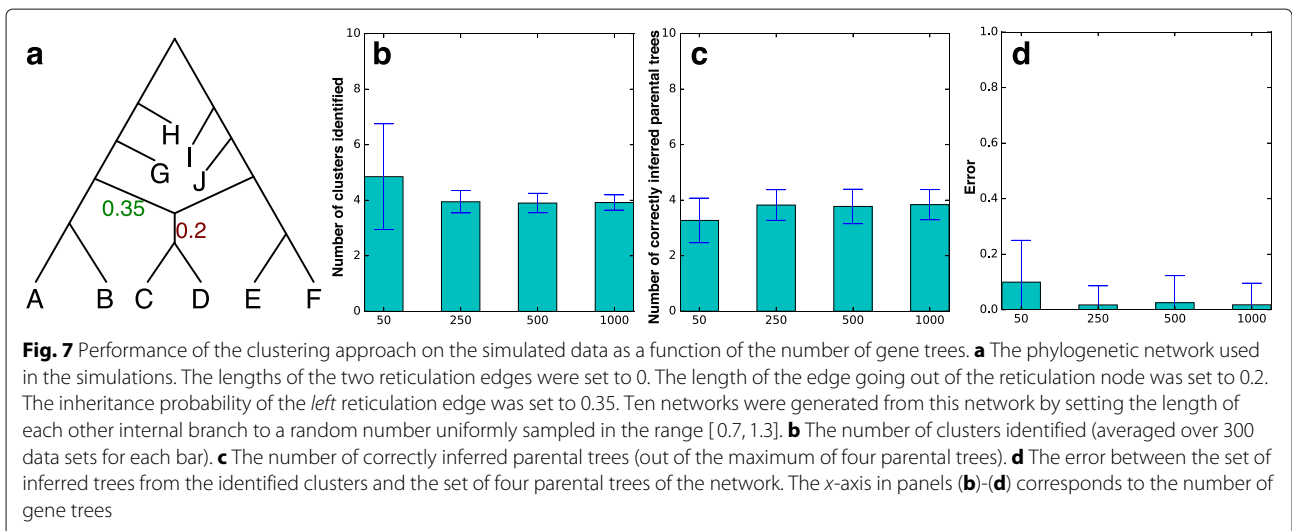 a
H
I
G
J
0.35
0.2
A B C D E F
b
Number of clusters identified
10
8
6
4
2
0
50 250 500 1000
c
Number of correctly inferred parental trees
10
8
6
4
2
0
50 250 500 1000
d
Error
1.0
0.8
0.6
0.4
0.2
0.0
50 250 500 1000
Fig. 7 Performance of the clustering approach on the simulated data as a function of the number of gene trees. a The phylogenetic network used
in the simulations. The lengths of the two reticulation edges were set to 0. The length of the edge going out of the reticulation node was set to 0.2.
The inheritance probability of the left reticulation edge was set to 0.35. Ten networks were generated from this network by setting the length of
each other internal branch to a random number uniformly sampled in the range [ 0.7, 1.3]. b The number of clusters identified (averaged over 300
data sets for each bar). c The number of correctly inferred parental trees (out of the maximum of four parental trees). d The error between the set of
inferred trees from the identified clusters and the set of four parental trees of the network. The x-axis in panels (b)-(d) corresponds to the number of
gene trees